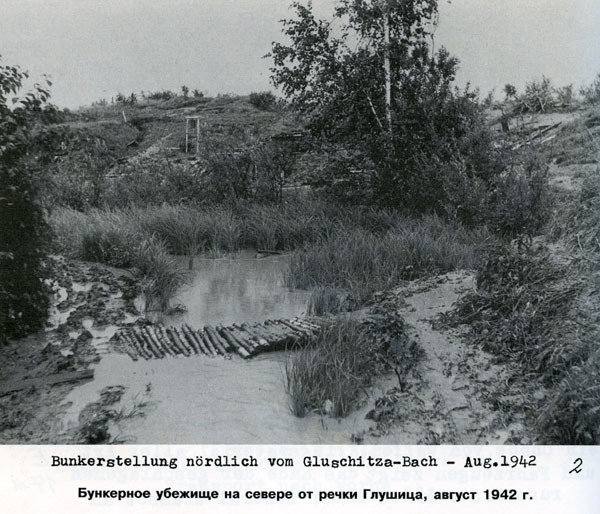 Bunkerstellung nördlich vom Gluschitza-Bach - Aug.1942 2
Бункерное убежище на севере от речки Глушица, август 1942 г.